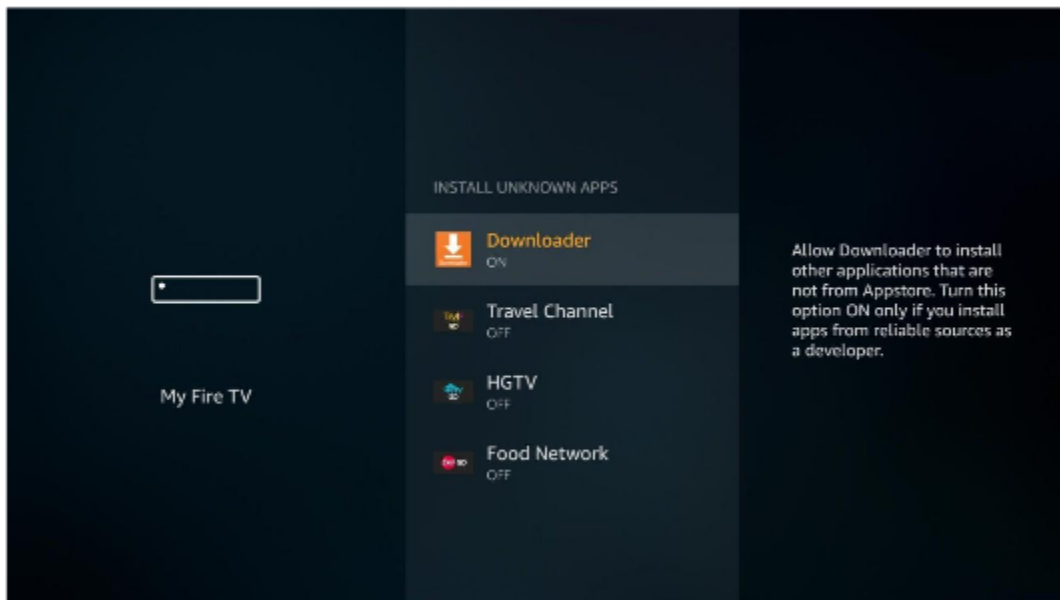 INSTALL UNKNOWN APPS
Downloader
ON
Travel Channel
OFF
HGTV
OFF
Food Network
OFF
My Fire TV
Allow Downloader to install
other applications that are
not from Appstore. Turn this
option ON only if you install
apps from reliable sources as
a developer.